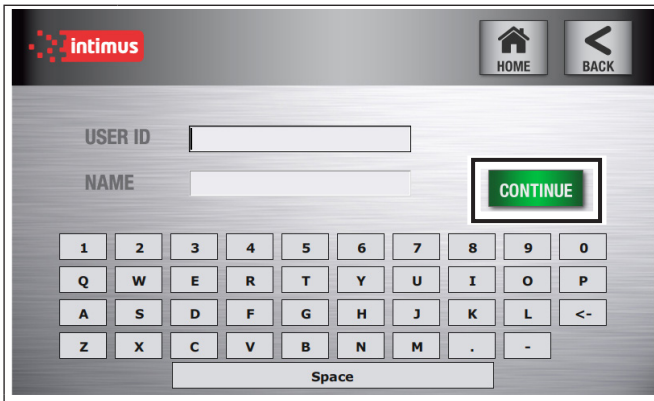 intimus
HOME
BACK
USER ID
NAME
CONTINUE
1 2 3 4 5 6 7 8 9 0
Q W E R T Y U I O P
A S D F G H J K L <-
Z X C V B N M . -
Space